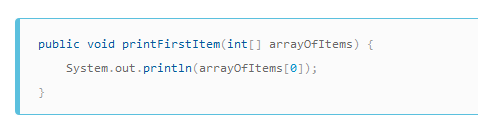 public void printFirstItem(int[] arrayOfItems) {
    System.out.println(arrayOfItems[0]);
}